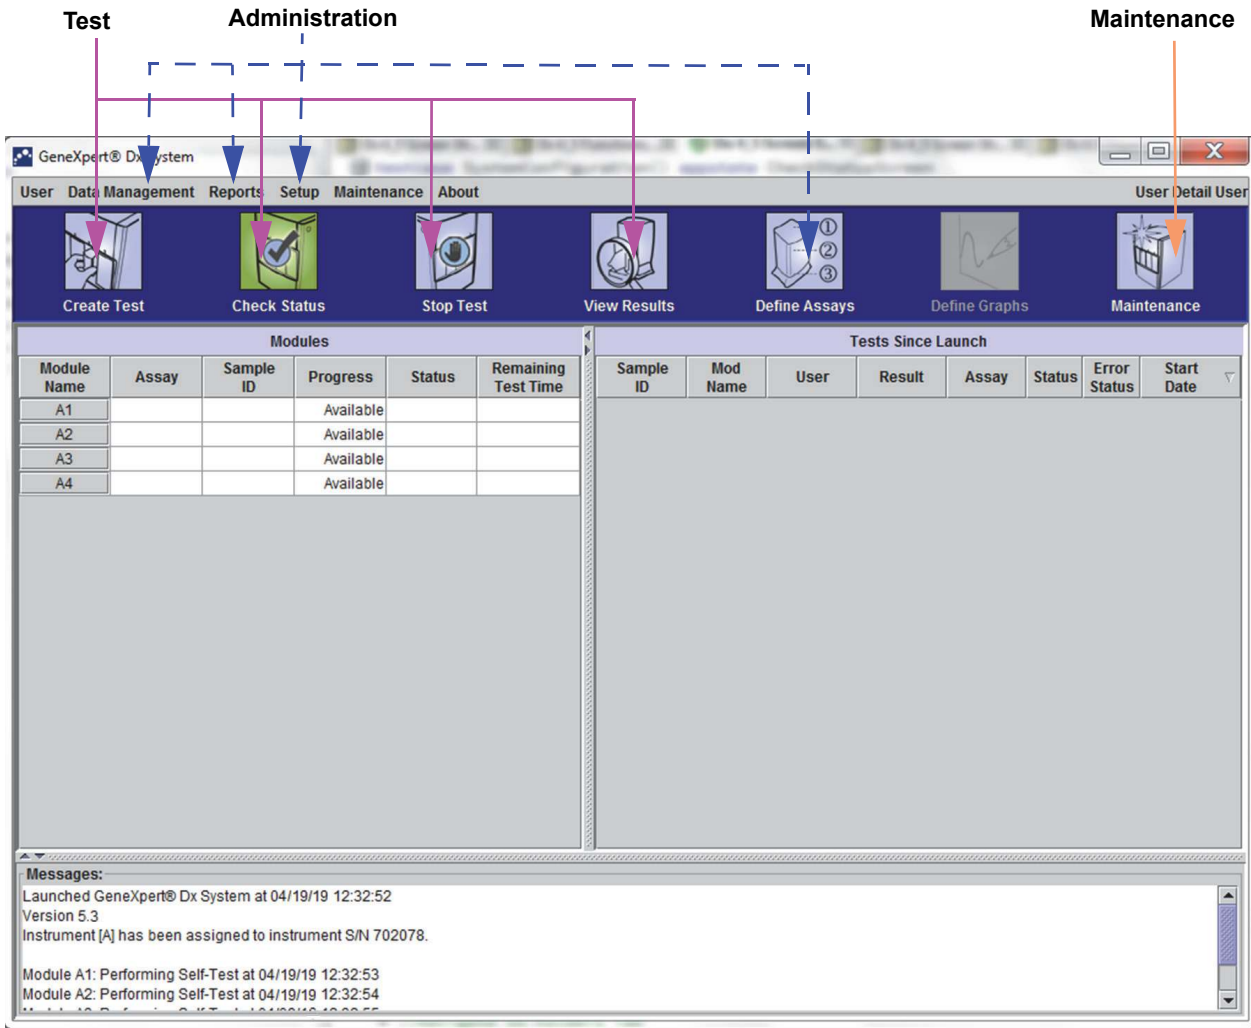 Test
Administration
Maintenance
GeneXpert® Dx System
User Data Management Reports Setup Maintenance About
User Detail User
①
②
③
Create Test
Check Status
Stop Test
View Results
Define Assays
Define Graphs
Maintenance
Modules
Module Name
Assay
Sample ID
Progress
Status
Remaining Test Time
A1 Available
A2 Available
A3 Available
A4 Available
Tests Since Launch
Sample ID
Mod Name
User
Result
Assay
Status
Error Status
Start Date
Messages:
Launched GeneXpert® Dx System at 04/19/19 12:32:52
Version 5.3
Instrument [A] has been assigned to instrument S/N 702078.
Module A1: Performing Self-Test at 04/19/19 12:32:53
Module A2: Performing Self-Test at 04/19/19 12:32:54